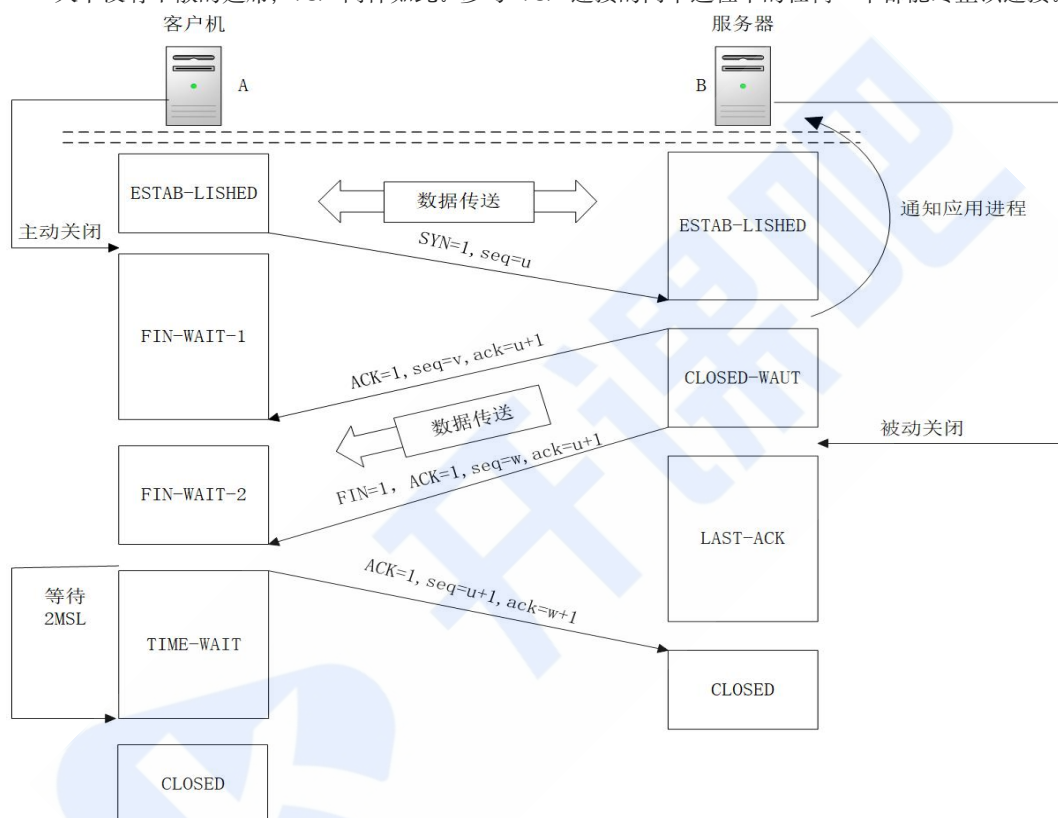 客户机
服务器
A
B
ESTAB-LISHED
数据传送
ESTAB-LISHED
通知应用进程
主动关闭
SYN=1,seq=u
FIN-WAIT-1
ACK=1,seq=v,ack=u+1
CLOSED-WAUT
数据传送
被动关闭
FIN=1, ACK=1,seq=w,ack=u+1
FIN-WAIT-2
LAST-ACK
ACK=1,seq=u+1,ack=w+1
等待
2MSL
TIME-WAIT
CLOSED
CLOSED
开课吧